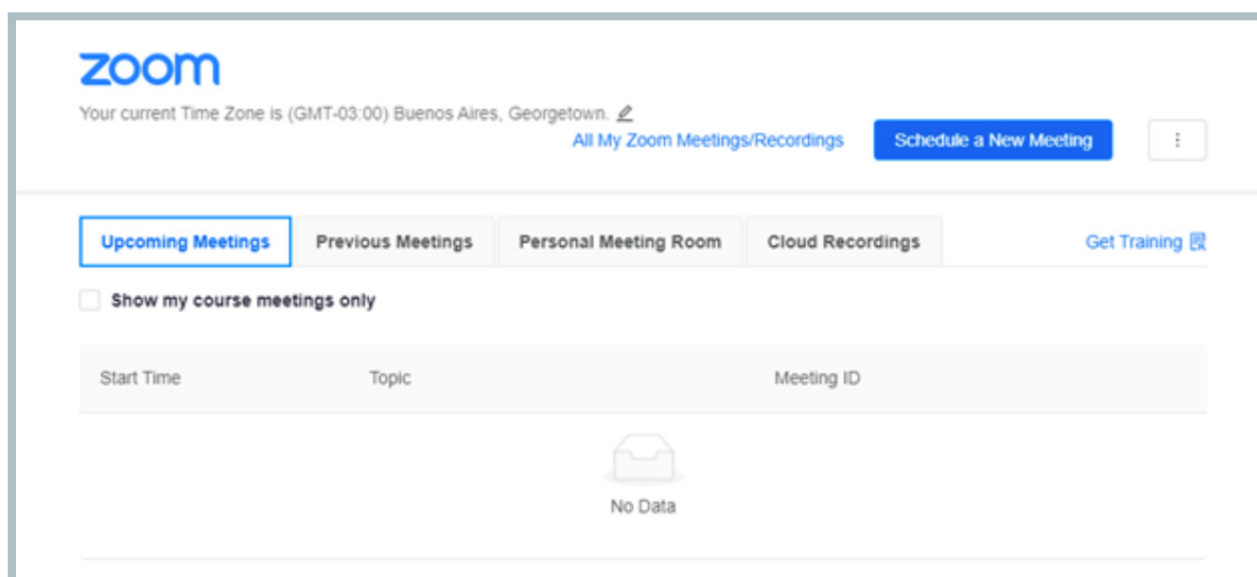 zoom
Your current Time Zone is (GMT-03:00) Buenos Aires, Georgetown.
All My Zoom Meetings/Recordings Schedule a New Meeting
Upcoming Meetings Previous Meetings Personal Meeting Room Cloud Recordings Get Training
Show my course meetings only
Start Time Topic Meeting ID
No Data